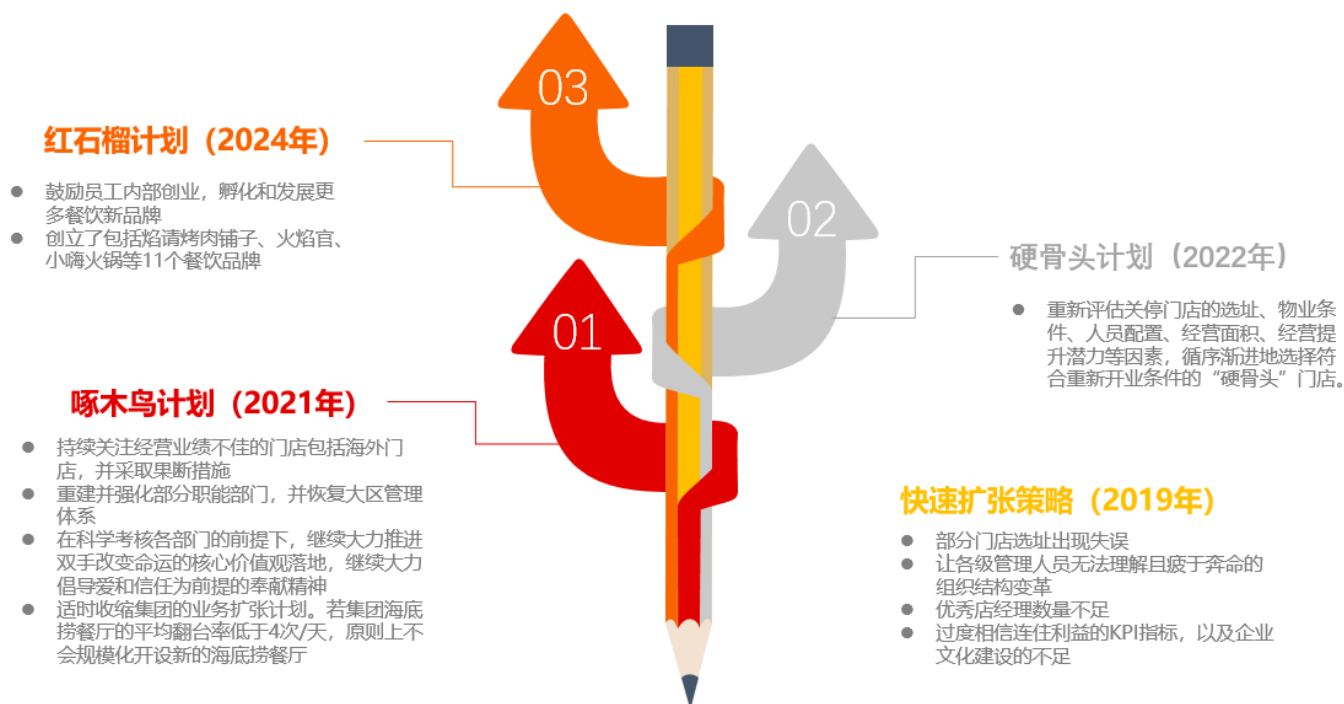 03
红石榴计划（2024年）
● 鼓励员工内部创业，孵化和发展更
多餐饮新品牌
● 创立了包括焰请烤肉铺子、火焰官、
小嗨火锅等11个餐饮品牌
02
硬骨头计划（2022年）
● 重新评估关停门店的选址、物业条
件、人员配置、经营面积、经营提
升潜力等因素，循序渐进地选择符
合重新开业条件的“硬骨头”门店。
01
啄木鸟计划（2021年）
● 持续关注经营业绩不佳的门店包括海外门
店，并采取果断措施
● 重建并强化部分职能部门，并恢复大区管理
体系
● 在科学考核各部门的前提下，继续大力推进
双手改变命运的核心价值观落地，继续大力
倡导爱和信任为前提的奉献精神
● 适时收缩集团的业务扩张计划。若集团海底
捞餐厅的平均翻台率低于4次/天，原则上不
会规模化开设新的海底捞餐厅
快速扩张策略（2019年）
● 部分门店选址出现失误
● 让各级管理人员无法理解且疲于奔命的
组织结构变革
● 优秀店经理数量不足
● 过度相信连住利益的KPI指标，以及企业
文化建设的不足